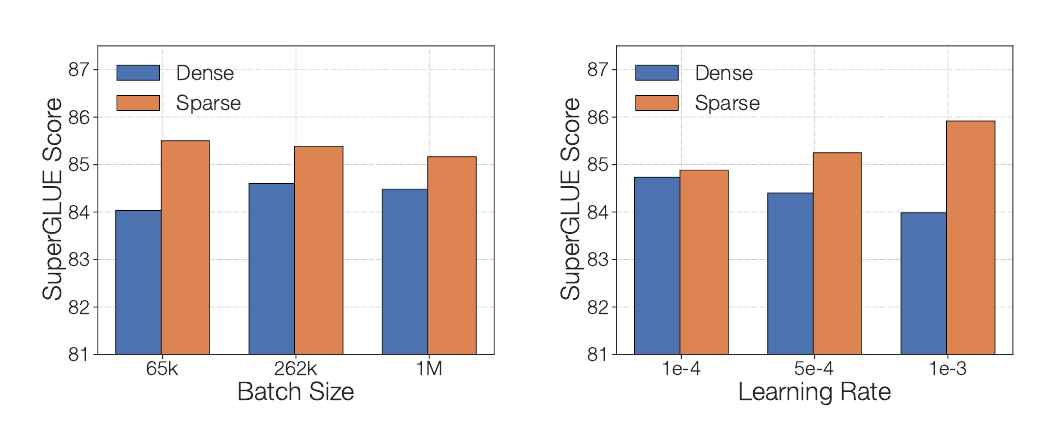 87
86
85
84
83
82
81
SuperGLUE Score
Dense
Sparse
65k 262k 1M
Batch Size
87
86
85
84
83
82
81
SuperGLUE Score
Dense
Sparse
1e-4 5e-4 1e-3
Learning Rate